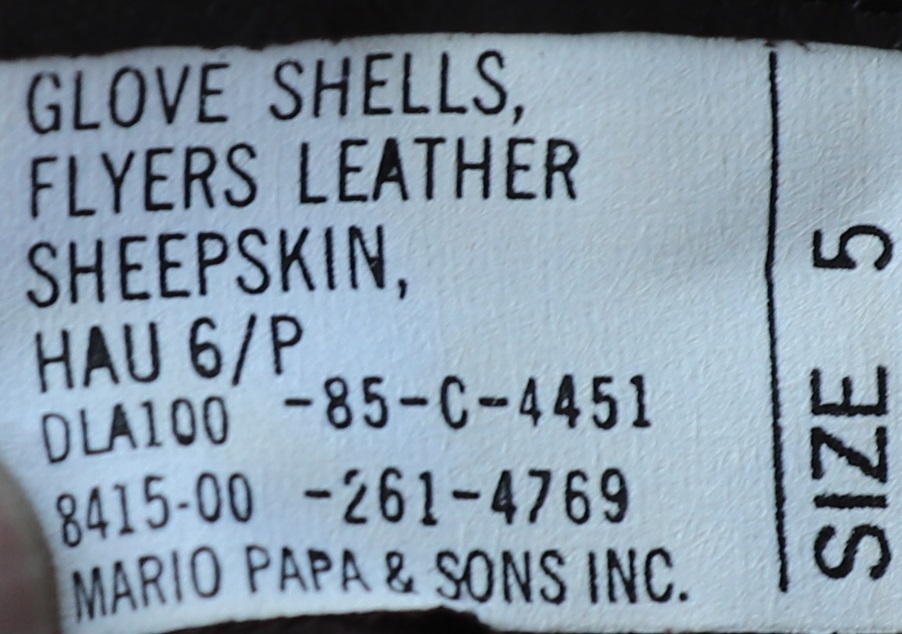 GLOVE SHELLS,
FLYERS LEATHER
SHEEPSKIN,
HAU 6/P
DLA100 -85-C-4451
8415-00 -261-4769
MARIO PAPA & SONS INC.
SIZE 5